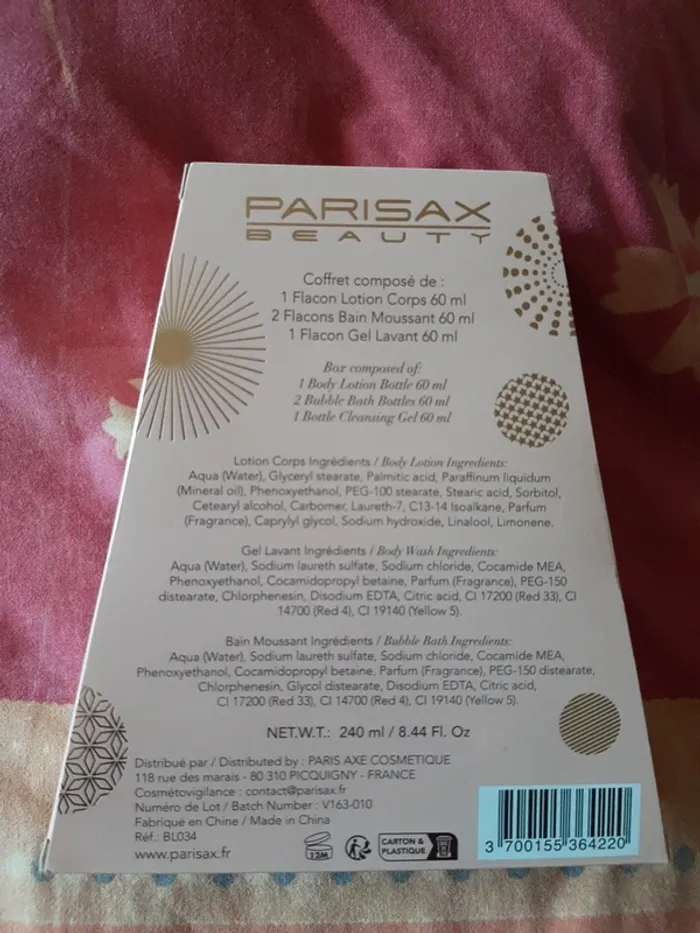 PARISAX
BEAUTY
Coffret composé de :
1 Flacon Lotion Corps 60 ml
2 Flacons Bain Moussant 60 ml
1 Flacon Gel Lavant 60 ml
Box composed of:
1 Body Lotion Bottle 60 ml
2 Bubble Bath Bottles 60 ml
1 Bottle Cleansing Gel 60 ml
Lotion Corps Ingrédients / Body Lotion Ingredients:
Aqua (Water), Glyceryl stearate, Palmitic acid, Paraffinum liquidum
(Mineral oil), Phenoxyethanol, PEG-100 stearate, Stearic acid, Sorbitol,
Cetearyl alcohol, Carbomer, Laureth-7, C13-14 Isoalkane, Parfum
(Fragrance), Caprylyl glycol, Sodium hydroxide, Linalool, Limonene.
Gel Lavant Ingrédients / Body Wash Ingredients:
Aqua (Water), Sodium laureth sulfate, Sodium chloride, Cocamide MEA,
Phenoxyethanol, Cocamidopropyl betaine, Parfum (Fragrance), PEG-150
distearate, Chlorphenesin, Disodium EDTA, Citric acid, CI 17200 (Red 33), CI
14700 (Red 4), CI 19140 (Yellow 5).
Bain Moussant Ingrédients / Bubble Bath Ingredients:
Aqua (Water), Sodium laureth sulfate, Sodium chloride, Cocamide MEA,
Phenoxyethanol, Cocamidopropyl betaine, Parfum (Fragrance), PEG-150 distearate,
Chlorphenesin, Glycol distearate, Disodium EDTA, Citric acid,
CI 17200 (Red 33), CI 14700 (Red 4), CI 19140 (Yellow 5).
NET.WT.: 240 ml / 8.44 Fl. Oz
Distribué par / Distributed by : PARIS AXE COSMETIQUE
118 rue des marais - 80 310 PICQUIGNY - FRANCE
Cosmétovigilance : contact@parisax.fr
Numéro de Lot / Batch Number : V163-010
Fabriqué en Chine / Made in China
Réf.: BL034
www.parisax.fr
12M
CARTON &
PLASTIQUE
3 700155 364220